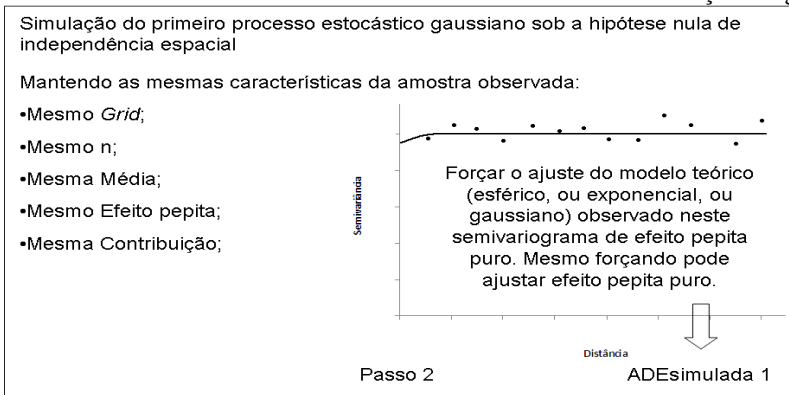 Simulação do primeiro processo estocástico gaussiano sob a hipótese nula de
independência espacial
Mantendo as mesmas características da amostra observada:
•Mesmo Grid;
•Mesmo n;
•Mesma Média;
•Mesmo Efeito pepita;
•Mesma Contribuição;
Semivariância
Forçar o ajuste do modelo teórico
(esférico, ou exponencial, ou
gaussiano) observado neste
semivariograma de efeito pepita
puro. Mesmo forçando pode
ajustar efeito pepita puro.
Distância
Passo 2
ADEsimulada 1